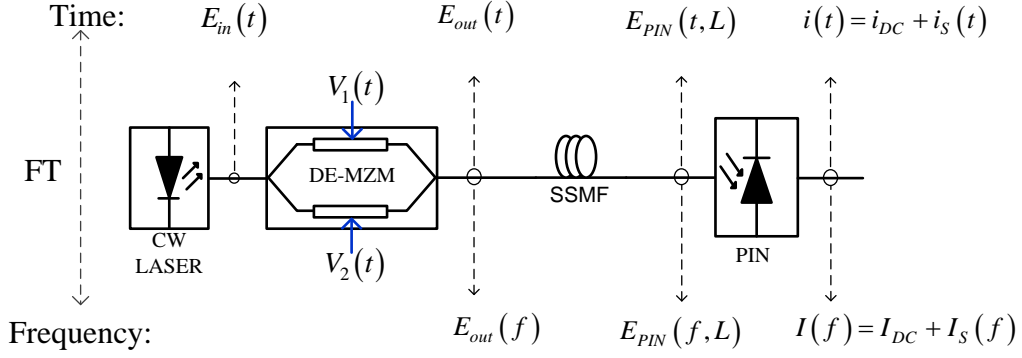 Time:
E_in(t)
E_out(t)
E_PIN(t, L)
i(t) = i_DC + i_S(t)
V_1(t)
FT
DE-MZM
SSMF
CW
LASER
V_2(t)
PIN
Frequency:
E_out(f)
E_PIN(f, L)
I(f) = I_DC + I_S(f)